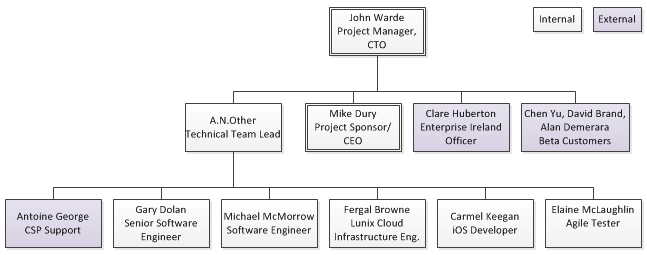 John Warde
Project Manager,
CTO
Internal
External
A.N.Other
Technical Team Lead
Mike Dury
Project Sponsor/
CEO
Clare Huberton
Enterprise Ireland
Officer
Chen Yu, David Brand,
Alan Demerara
Beta Customers
Antoine George
CSP Support
Gary Dolan
Senior Software
Engineer
Michael McMorrow
Software Engineer
Fergal Browne
Lunix Cloud
Infrastructure Eng.
Carmel Keegan
iOS Developer
Elaine McLaughlin
Agile Tester